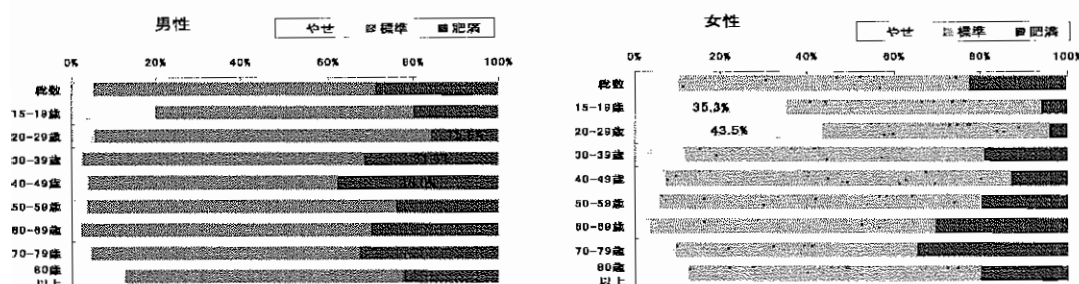 男性
やせ 標準 肥満
0% 20% 40% 60% 80% 100%
総数
15-19歳
20-29歳
30-39歳
40-49歳
50-59歳
60-69歳
70-79歳
80歳
以上
女性
やせ 標準 肥満
0% 20% 40% 60% 80% 100%
総数
15-19歳
35.3%
20-29歳
43.5%
30-39歳
40-49歳
50-59歳
60-69歳
70-79歳
80歳
以上